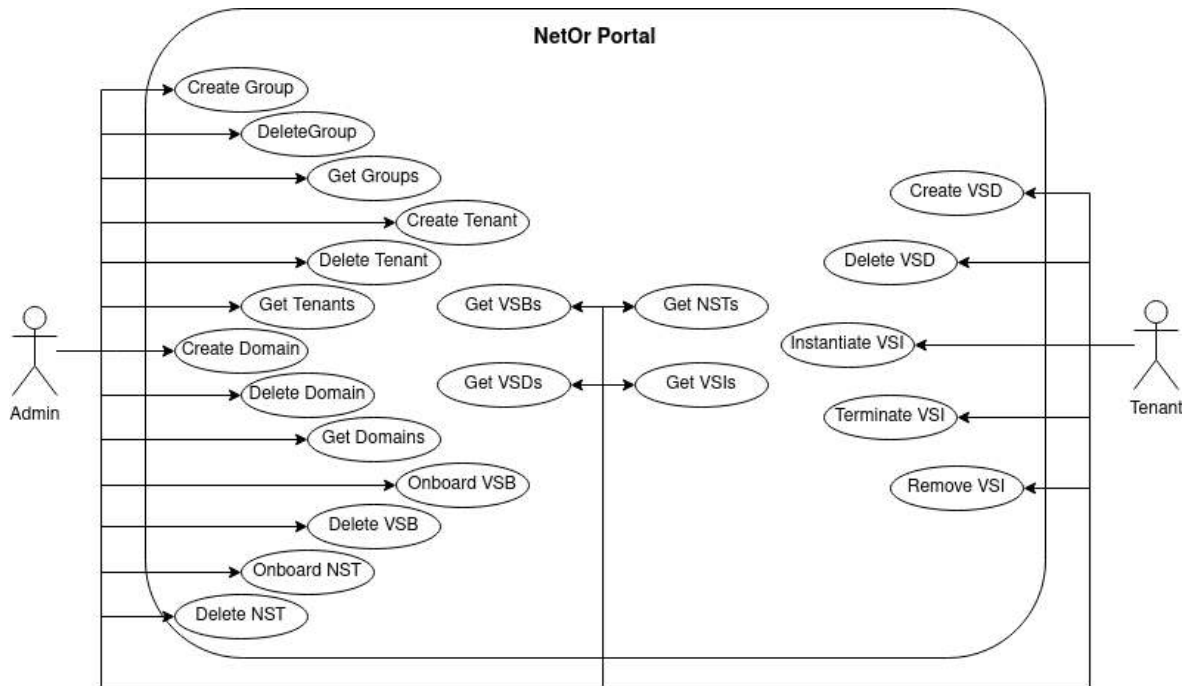 NetOr Portal
Create Group
DeleteGroup
Get Groups
Create Tenant
Delete Tenant
Get Tenants
Create Domain
Delete Domain
Get Domains
Onboard VSB
Delete VSB
Onboard NST
Delete NST
Get VSBs
Get NSTs
Get VSDs
Get VSIs
Create VSD
Delete VSD
Instantiate VSI
Terminate VSI
Remove VSI
Admin
Tenant